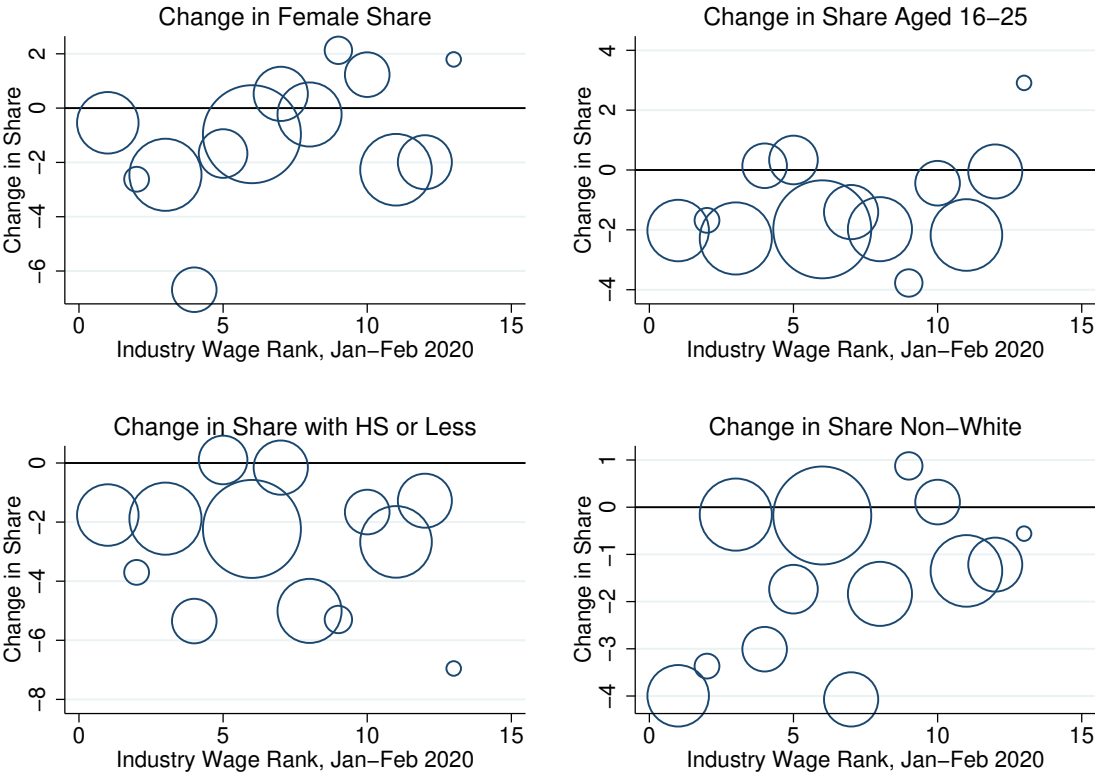 Change in Female Share
Change in Share
2
0
−2
−4
−6
0 5 10 15
Industry Wage Rank, Jan−Feb 2020
Change in Share Aged 16−25
Change in Share
4
2
0
−2
−4
0 5 10 15
Industry Wage Rank, Jan−Feb 2020
Change in Share with HS or Less
Change in Share
0
−2
−4
−6
−8
0 5 10 15
Industry Wage Rank, Jan−Feb 2020
Change in Share Non−White
Change in Share
1
0
−1
−2
−3
−4
0 5 10 15
Industry Wage Rank, Jan−Feb 2020